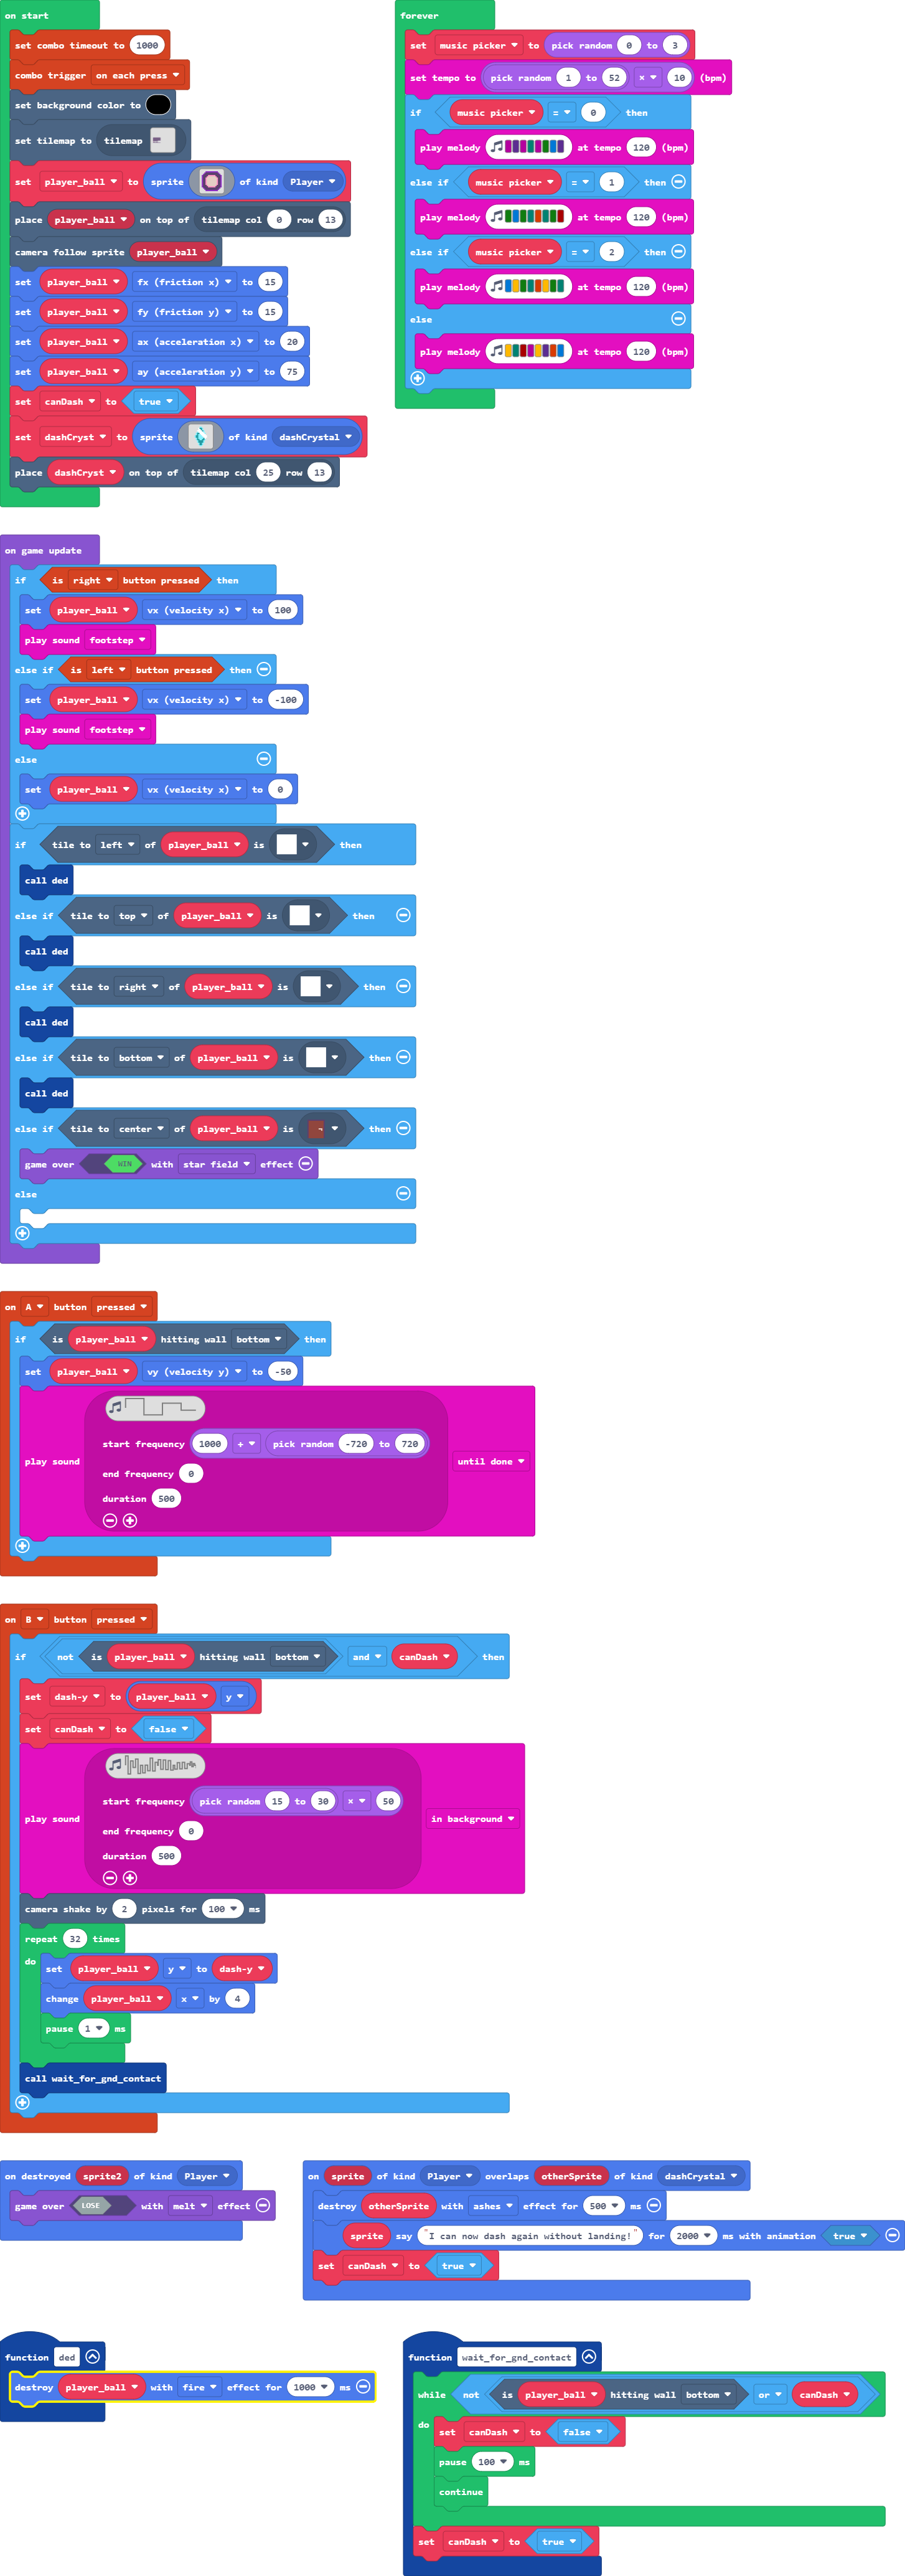 on start
set combo timeout to 1000
combo trigger on each press
set background color to
set tilemap to tilemap
set player_ball to sprite of kind Player
place player_ball on top of tilemap col 0 row 13
camera follow sprite player_ball
set player_ball fx (friction x) to 15
set player_ball fy (friction y) to 15
set player_ball ax (acceleration x) to 20
set player_ball ay (acceleration y) to 75
set canDash to true
set dashCryst to sprite of kind dashCrystal
place dashCryst on top of tilemap col 25 row 13
forever
set music picker to pick random 0 to 3
set tempo to pick random 1 to 52 × 10 (bpm)
if music picker = 0 then
play melody at tempo 120 (bpm)
else if music picker = 1 then
play melody at tempo 120 (bpm)
else if music picker = 2 then
play melody at tempo 120 (bpm)
else
play melody at tempo 120 (bpm)
on game update
if is right button pressed then
set player_ball vx (velocity x) to 100
play sound footstep
else if is left button pressed then
set player_ball vx (velocity x) to -100
play sound footstep
else
set player_ball vx (velocity x) to 0
if tile to left of player_ball is then
call ded
else if tile to top of player_ball is then
call ded
else if tile to right of player_ball is then
call ded
else if tile to bottom of player_ball is then
call ded
else if tile to center of player_ball is then
game over WIN with star field effect
else
on A button pressed
if is player_ball hitting wall bottom then
set player_ball vy (velocity y) to -50
start frequency 1000 + pick random -720 to 720
play sound until done
end frequency 0
duration 500
on B button pressed
if not is player_ball hitting wall bottom and canDash then
set dash-y to player_ball y
set canDash to false
start frequency pick random 15 to 30 × 50
play sound in background
end frequency 0
duration 500
camera shake by 2 pixels for 100 ms
repeat 32 times
do set player_ball y to dash-y
change player_ball x by 4
pause 1 ms
call wait_for_gnd_contact
on destroyed sprite2 of kind Player
game over LOSE with melt effect
on sprite of kind Player overlaps otherSprite of kind dashCrystal
destroy otherSprite with ashes effect for 500 ms
sprite say "I can now dash again without landing!" for 2000 ms with animation true
set canDash to true
function ded
destroy player_ball with fire effect for 1000 ms
function wait_for_gnd_contact
while not is player_ball hitting wall bottom or canDash
do set canDash to false
pause 100 ms
continue
set canDash to true